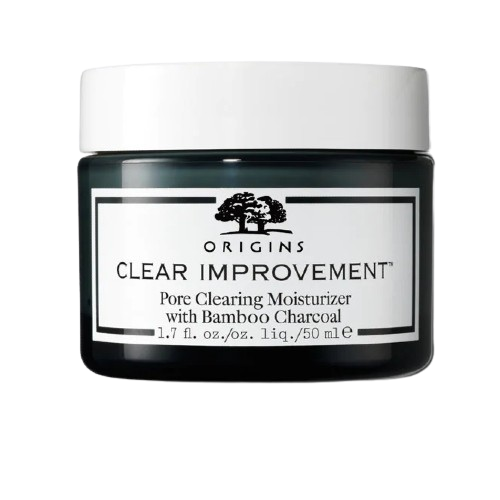 ORIGINS
CLEAR IMPROVEMENT™
Pore Clearing Moisturizer
with Bamboo Charcoal
1.7 fl. oz./oz. liq./50 ml℮